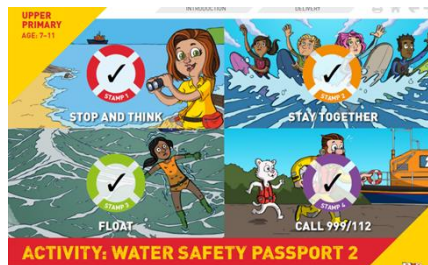 INTRODUCTION
DELIVERY
UPPER
PRIMARY
AGE: 7–11
STAMP 1
STOP AND THINK
STAMP 2
STAY TOGETHER
STAMP 3
FLOAT
STAMP 4
CALL 999/112
ACTIVITY: WATER SAFETY PASSPORT 2